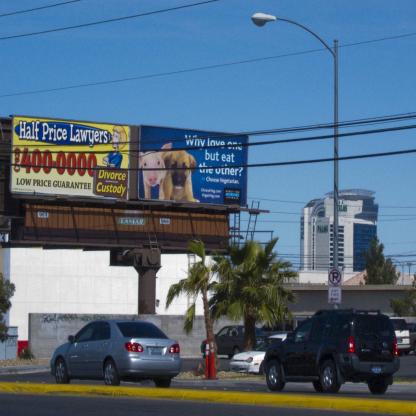 Half Price Lawyers
400-0000
LOW PRICE GUARANTEE
Divorce
Custody
Why love one
but eat
the other?
Choose Vegetarian.
PALMS